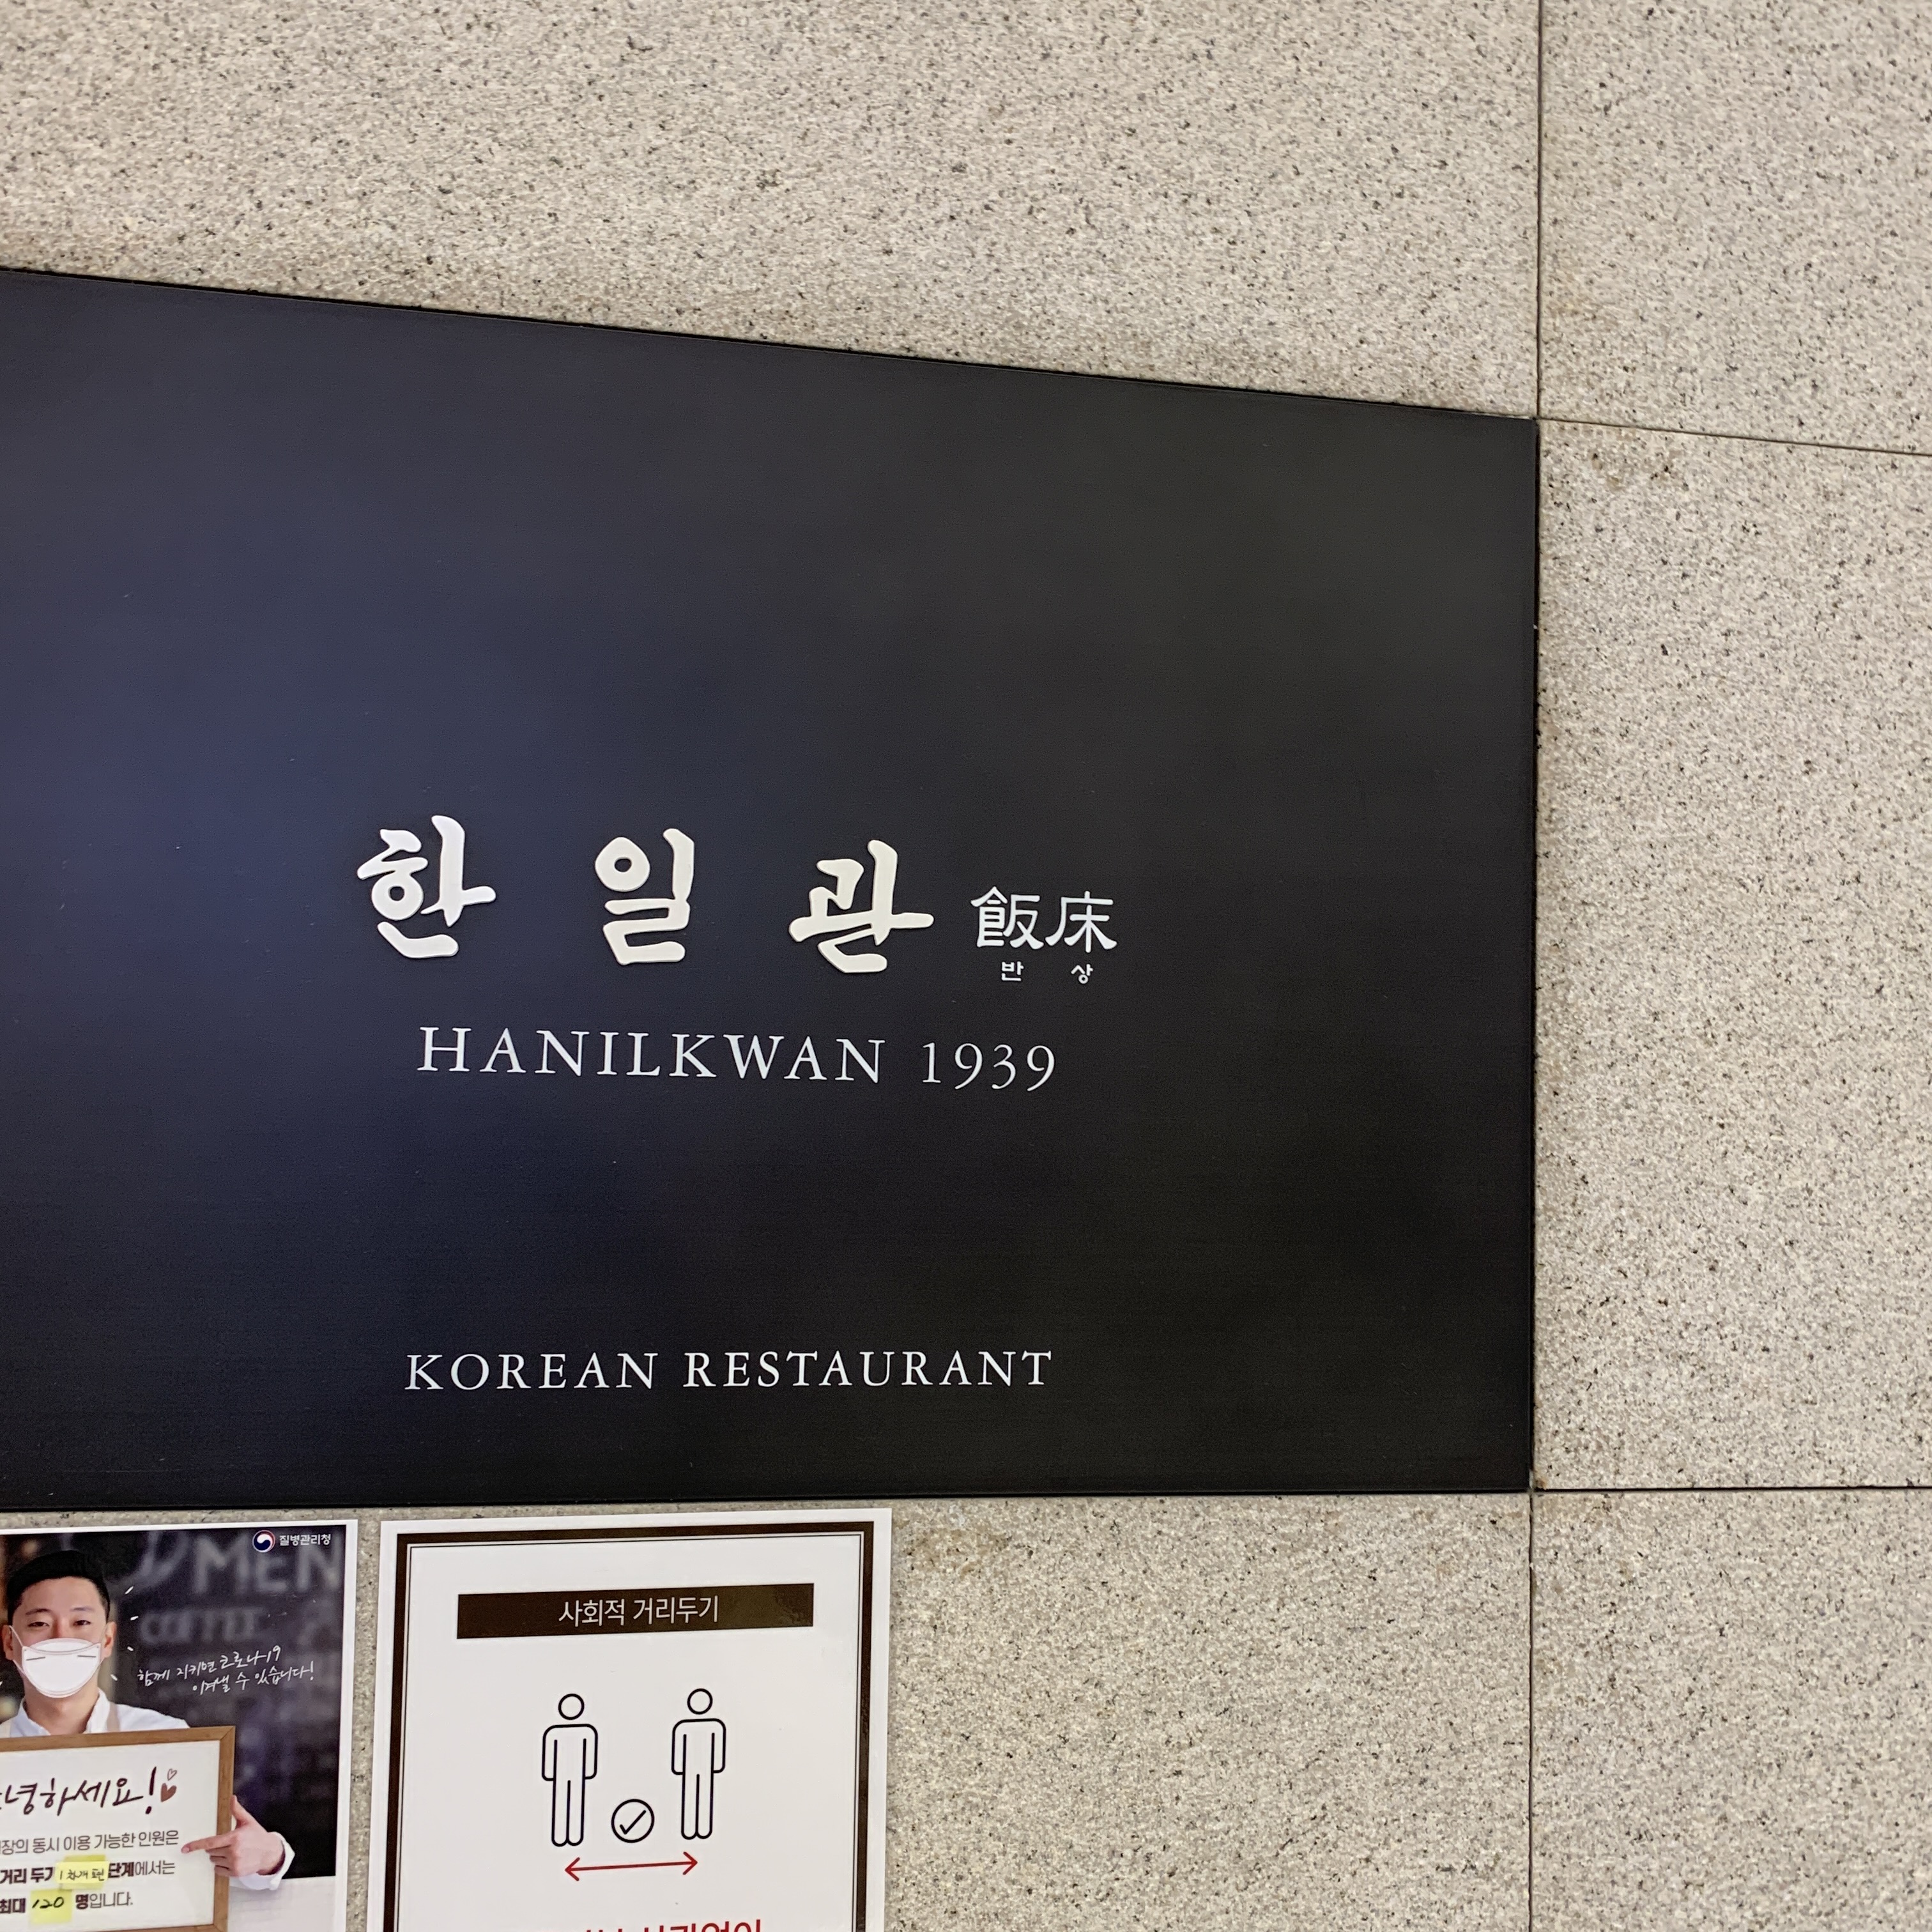 한일관 飯床
반상
HANILKWAN 1939
KOREAN RESTAURANT
질병관리청
MEN
COFFEE
함께 지키면 코로나19
이겨낼 수 있습니다!
녕하세요!
장의 동시 이용 가능한 인원은
거리 두기 단계에서는
최대 120 명입니다.
사회적 거리두기